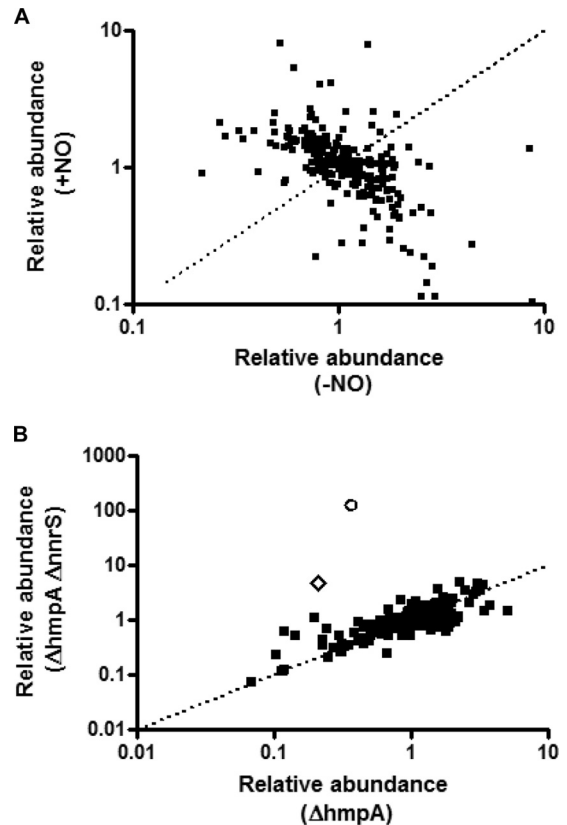 A
10
1
0.1
0.1
1
10
Relative abundance
(+NO)
Relative abundance
(-NO)
B
1000
100
10
1
0.1
0.01
0.01
0.1
1
10
Relative abundance
(ΔhmpA ΔnnrS)
Relative abundance
(ΔhmpA)